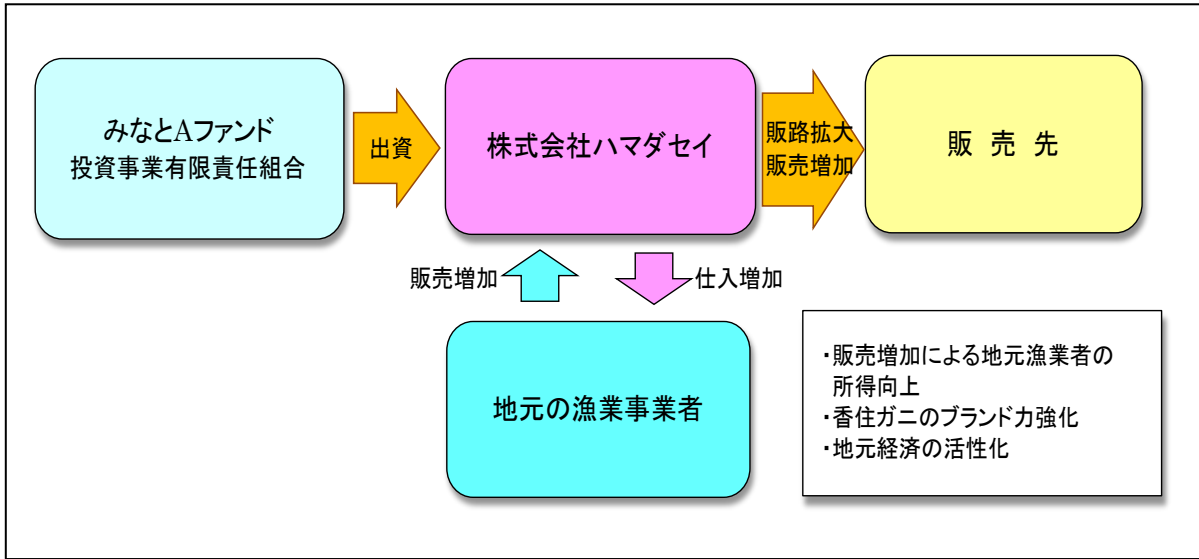 みなとAファンド
投資事業有限責任組合
出資
株式会社ハマダセイ
販路拡大
販売増加
販 売 先
販売増加
仕入増加
地元の漁業事業者
・販売増加による地元漁業者の
所得向上
・香住ガニのブランド力強化
・地元経済の活性化